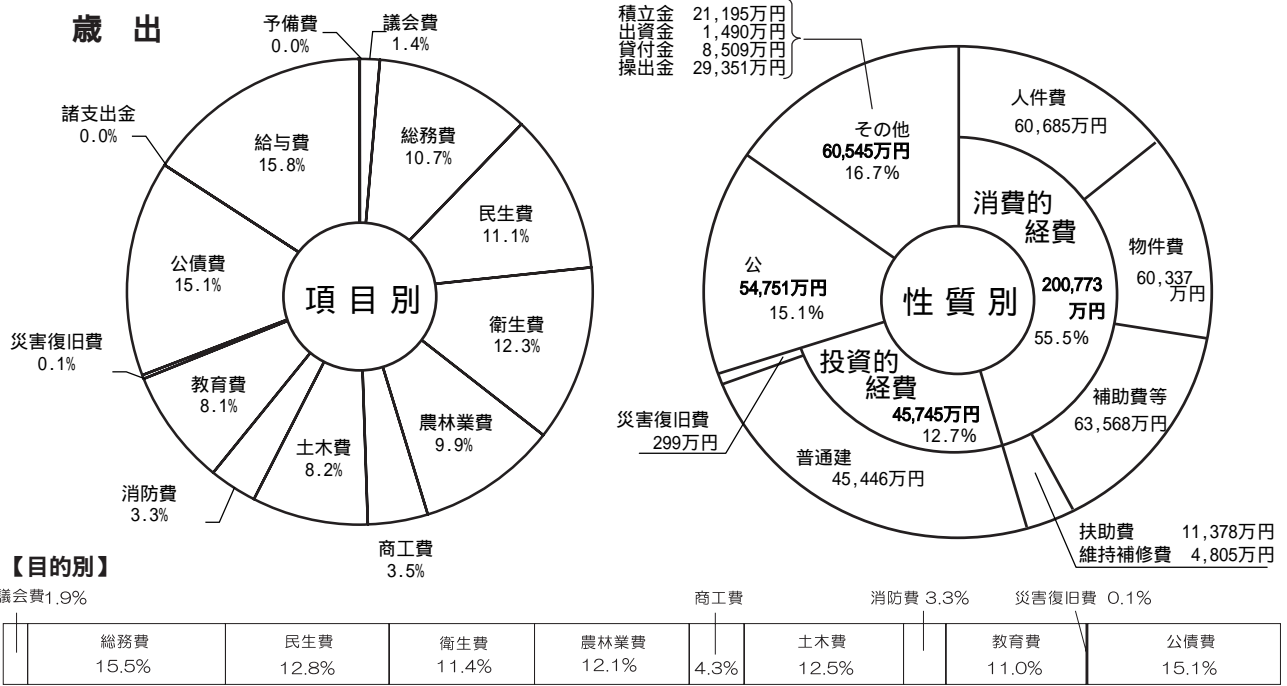 歳 出
予備費
0.0%
議会費
1.4%
諸支出金
0.0%
給与費
15.8%
総務費
10.7%
民生費
11.1%
公債費
15.1%
項目別
衛生費
12.3%
災害復旧費
0.1%
教育費
8.1%
農林業費
9.9%
土木費
8.2%
消防費
3.3%
商工費
3.5%
積立金 21,195万円
出資金 1,490万円
貸付金 8,509万円
操出金 29,351万円
その他
60,545万円
16.7%
人件費
60,685万円
消費的
経費
200,773
万円
55.5%
物件費
60,337
万円
公
54,751万円
15.1%
性質別
投資的
経費
45,745万円
12.7%
補助費等
63,568万円
災害復旧費
299万円
普通建
45,446万円
扶助費 11,378万円
維持補修費 4,805万円
【目的別】
議会費1.9%
商工費
消防費 3.3%
災害復旧費 0.1%
総務費
15.5%
民生費
12.8%
衛生費
11.4%
農林業費
12.1%
4.3%
土木費
12.5%
教育費
11.0%
公債費
15.1%